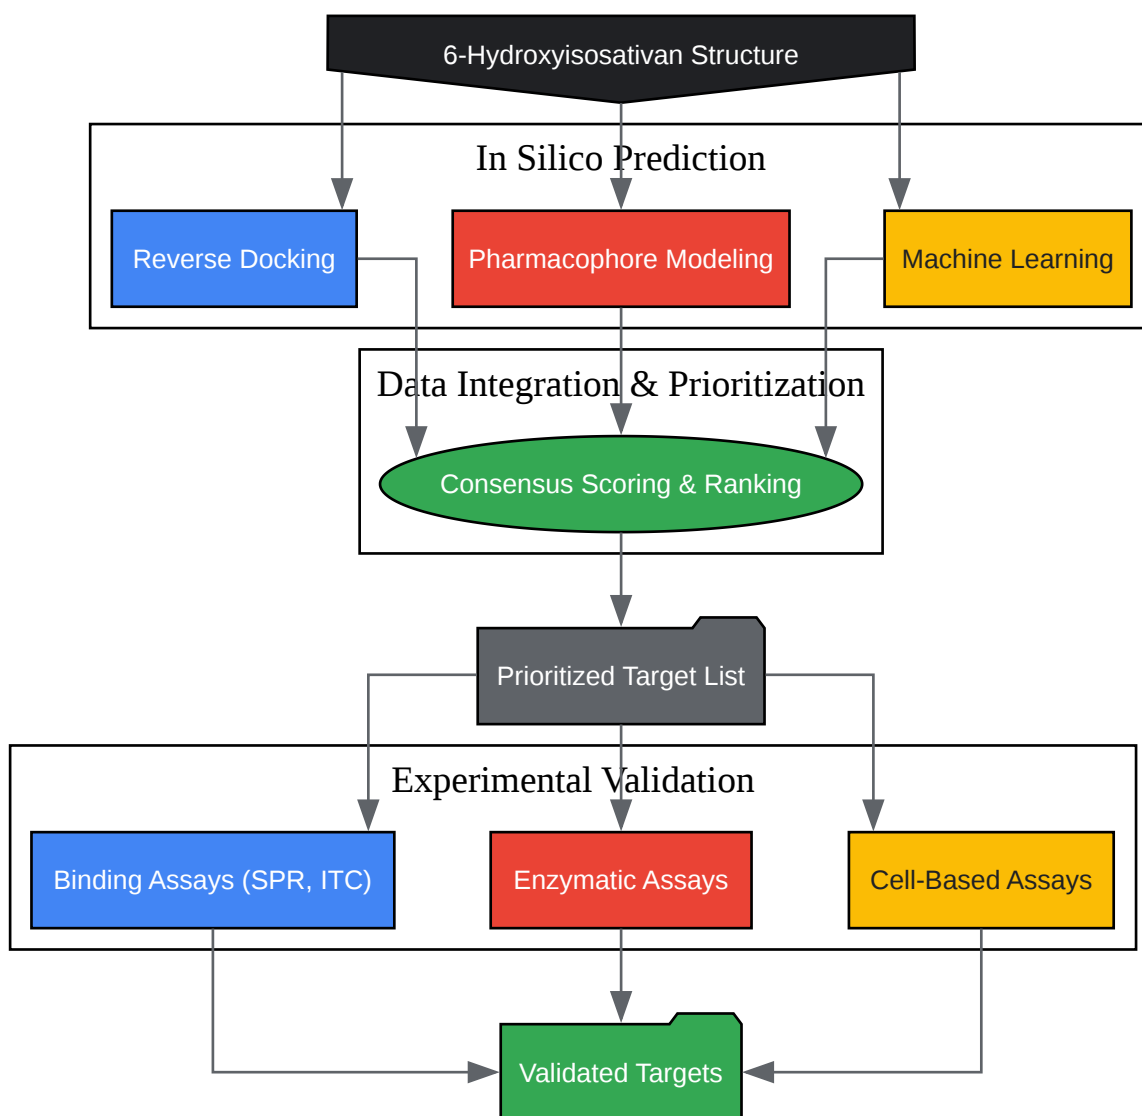 6-Hydroxyisosativan Structure
In Silico Prediction
Reverse Docking
Pharmacophore Modeling
Machine Learning
Data Integration & Prioritization
Consensus Scoring & Ranking
Prioritized Target List
Experimental Validation
Binding Assays (SPR, ITC)
Enzymatic Assays
Cell-Based Assays
Validated Targets